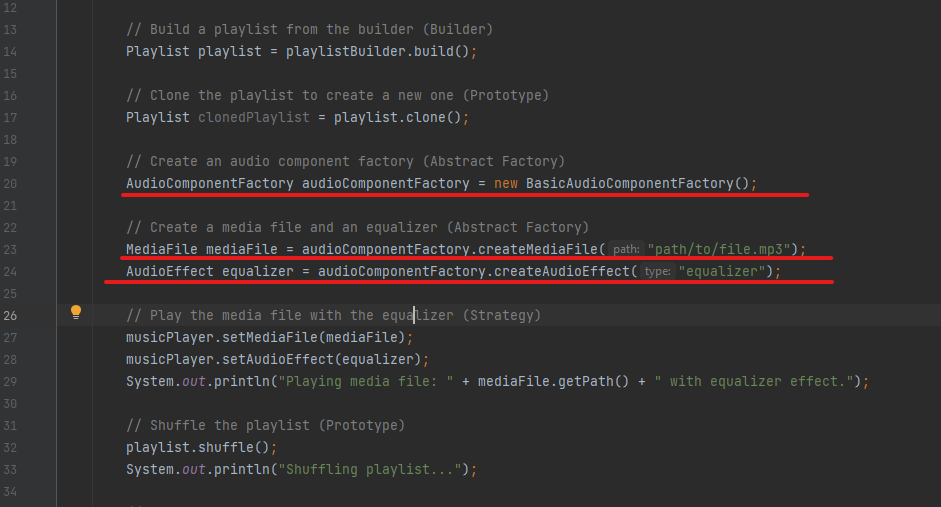 12
13 // Build a playlist from the builder (Builder)
14 Playlist playlist = playlistBuilder.build();
15
16 // Clone the playlist to create a new one (Prototype)
17 Playlist clonedPlaylist = playlist.clone();
18
19 // Create an audio component factory (Abstract Factory)
20 AudioComponentFactory audioComponentFactory = new BasicAudioComponentFactory();
21
22 // Create a media file and an equalizer (Abstract Factory)
23 MediaFile mediaFile = audioComponentFactory.createMediaFile( path: "path/to/file.mp3");
24 AudioEffect equalizer = audioComponentFactory.createAudioEffect( type: "equalizer");
25
26 // Play the media file with the equalizer (Strategy)
27 musicPlayer.setMediaFile(mediaFile);
28 musicPlayer.setAudioEffect(equalizer);
29 System.out.println("Playing media file: " + mediaFile.getPath() + " with equalizer effect.");
30
31 // Shuffle the playlist (Prototype)
32 playlist.shuffle();
33 System.out.println("Shuffling playlist...");
34